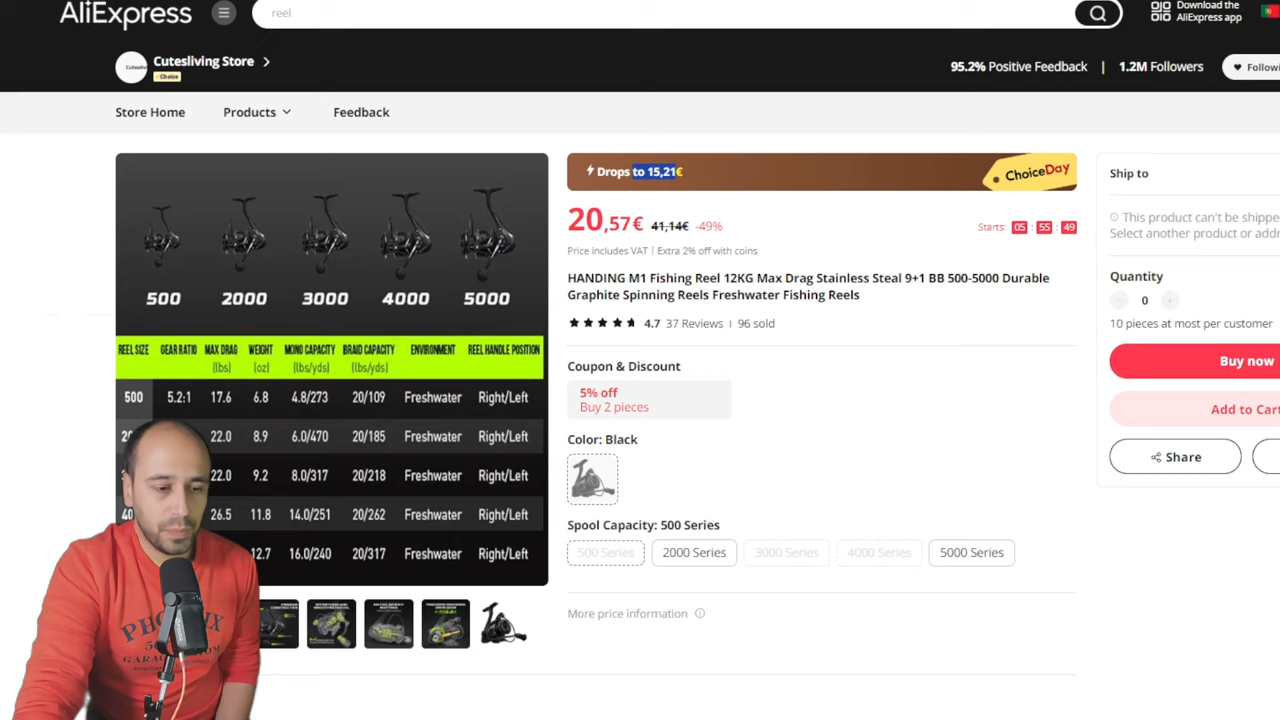 AliExpress
reel
Download the
AliExpress app
Cutesliving Store
Choice
95.2% Positive Feedback | 1.2M Followers
Followi
Store Home
Products
Feedback
500 2000 3000 4000 5000
REEL SIZE GEAR RATIO MAX DRAG (lbs) WEIGHT (oz) MONO CAPACITY (lbs/yds) BRAID CAPACITY (lbs/yds) ENVIRONMENT REEL HANDLE POSITION
500 5.2:1 17.6 6.8 4.8/273 20/109 Freshwater Right/Left
20 22.0 8.9 6.0/470 20/185 Freshwater Right/Left
22.0 9.2 8.0/317 20/218 Freshwater Right/Left
40 26.5 11.8 14.0/251 20/262 Freshwater Right/Left
12.7 16.0/240 20/317 Freshwater Right/Left
Drops to 15,21€
ChoiceDay
20,57€ 41,14€ -49%
Starts: 05 : 55 : 49
Price includes VAT | Extra 2% off with coins
HANDING M1 Fishing Reel 12KG Max Drag Stainless Steal 9+1 BB 500-5000 Durable
Graphite Spinning Reels Freshwater Fishing Reels
4.7 37 Reviews | 96 sold
Coupon & Discount
5% off
Buy 2 pieces
Color: Black
Spool Capacity: 500 Series
500 Series 2000 Series 3000 Series 4000 Series 5000 Series
More price information
Ship to
This product can't be shippe
Select another product or addr
Quantity
- 0 +
10 pieces at most per customer
Buy now
Add to Cart
Share